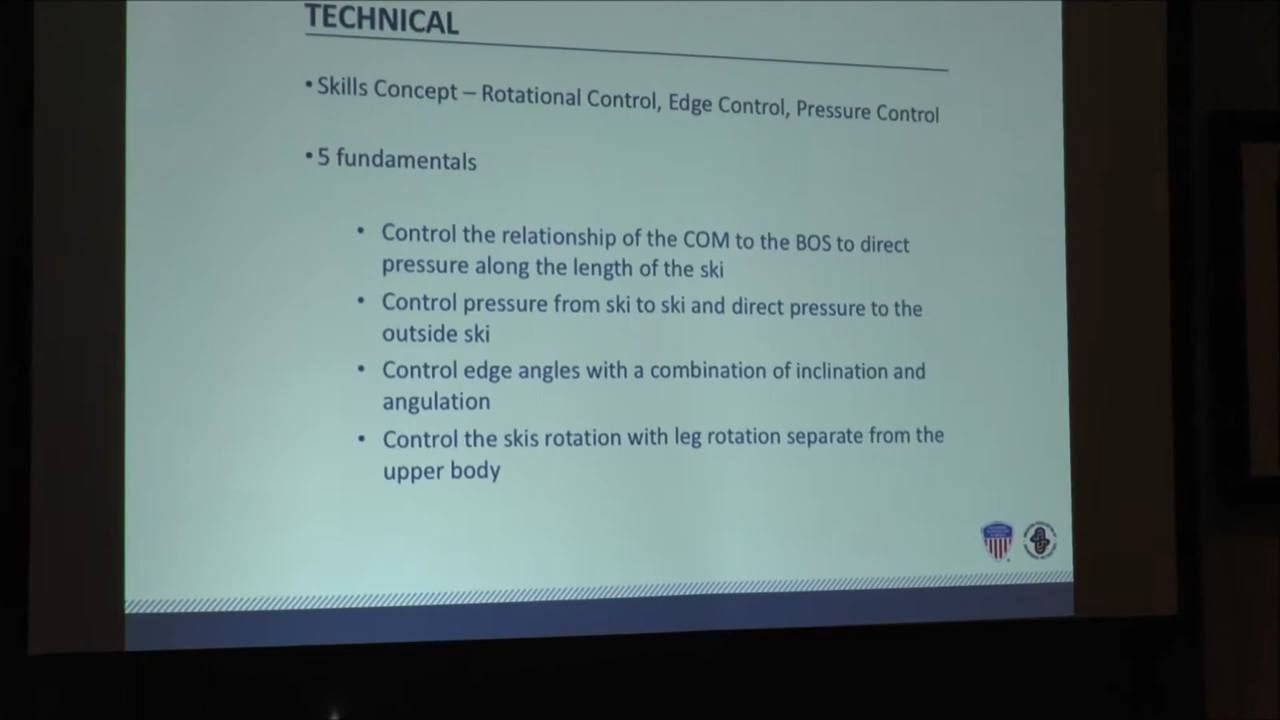 TECHNICAL
• Skills Concept – Rotational Control, Edge Control, Pressure Control
• 5 fundamentals
• Control the relationship of the COM to the BOS to direct
pressure along the length of the ski
• Control pressure from ski to ski and direct pressure to the
outside ski
• Control edge angles with a combination of inclination and
angulation
• Control the skis rotation with leg rotation separate from the
upper body